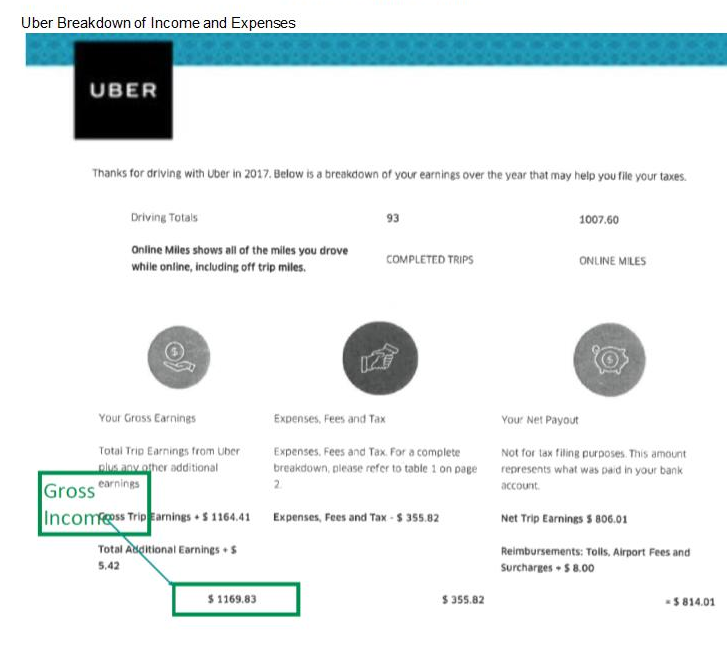 Uber Breakdown of Income and Expenses
UBER
Thanks for driving with Uber in 2017. Below is a breakdown of your earnings over the year that may help you file your taxes.
Driving Totals
93
1007.60
Online Miles shows all of the miles you drove
while online, including off trip miles.
COMPLETED TRIPS
ONLINE MILES
Your Gross Earnings
Total Trip Earnings from Uber
plus any other additional
earnings
Gross
Income
Gross Trip Earnings + $ 1164.41
Total Additional Earnings + $
5.42
$ 1169.83
Expenses, Fees and Tax
Expenses, Fees and Tax. For a complete
breakdown, please refer to table 1 on page
2.
Expenses, Fees and Tax - $ 355.82
$ 355.82
Your Net Payout
Not for tax filing purposes. This amount
represents what was paid in your bank
account.
Net Trip Earnings $ 806.01
Reimbursements: Tolls, Airport Fees and
Surcharges + $ 8.00
= $ 814.01